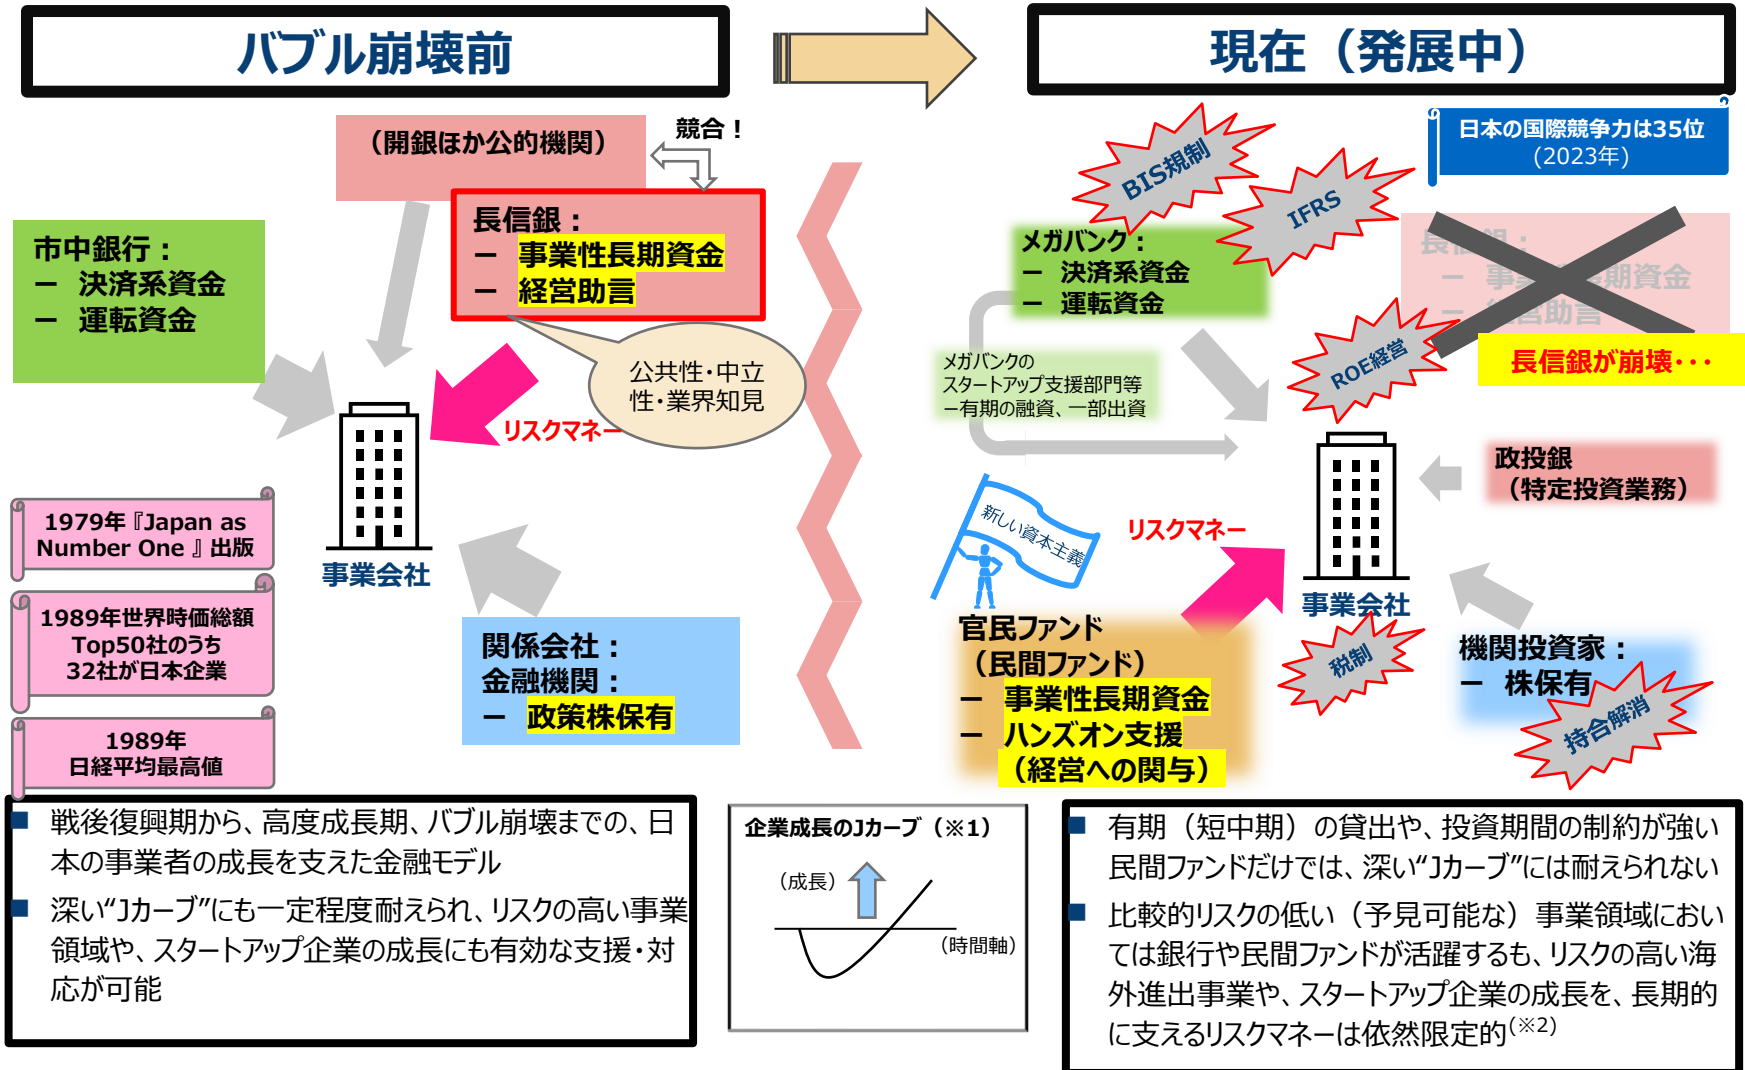 バブル崩壊前
現在（発展中）
（開銀ほか公的機関）
競合！
長信銀：
－ 事業性長期資金
－ 経営助言
市中銀行：
－ 決済系資金
－ 運転資金
公共性・中立
性・業界知見
リスクマネー
事業会社
1979年『Japan as
Number One 』出版
1989年世界時価総額
Top50社のうち
32社が日本企業
1989年
日経平均最高値
関係会社：
金融機関：
－ 政策株保有
日本の国際競争力は35位
(2023年)
BIS規制
IFRS
メガバンク：
－ 決済系資金
－ 運転資金
長信銀：
－ 事業性長期資金
－ 経営助言
長信銀が崩壊・・・
ROE経営
メガバンクの
スタートアップ支援部門等
－有期の融資、一部出資
政投銀
（特定投資業務）
新しい資本主義
リスクマネー
事業会社
税制
官民ファンド
（民間ファンド）
－ 事業性長期資金
－ ハンズオン支援
（経営への関与）
機関投資家：
－ 株保有
持合解消
■ 戦後復興期から、高度成長期、バブル崩壊までの、日
本の事業者の成長を支えた金融モデル
■ 深い“Jカーブ”にも一定程度耐えられ、リスクの高い事業
領域や、スタートアップ企業の成長にも有効な支援・対
応が可能
企業成長のJカーブ（※1）
（成長）
（時間軸）
■ 有期（短中期）の貸出や、投資期間の制約が強い
民間ファンドだけでは、深い“Jカーブ”には耐えられない
■ 比較的リスクの低い（予見可能な）事業領域におい
ては銀行や民間ファンドが活躍するも、リスクの高い海
外進出事業や、スタートアップ企業の成長を、長期的
に支えるリスクマネーは依然限定的(※2)